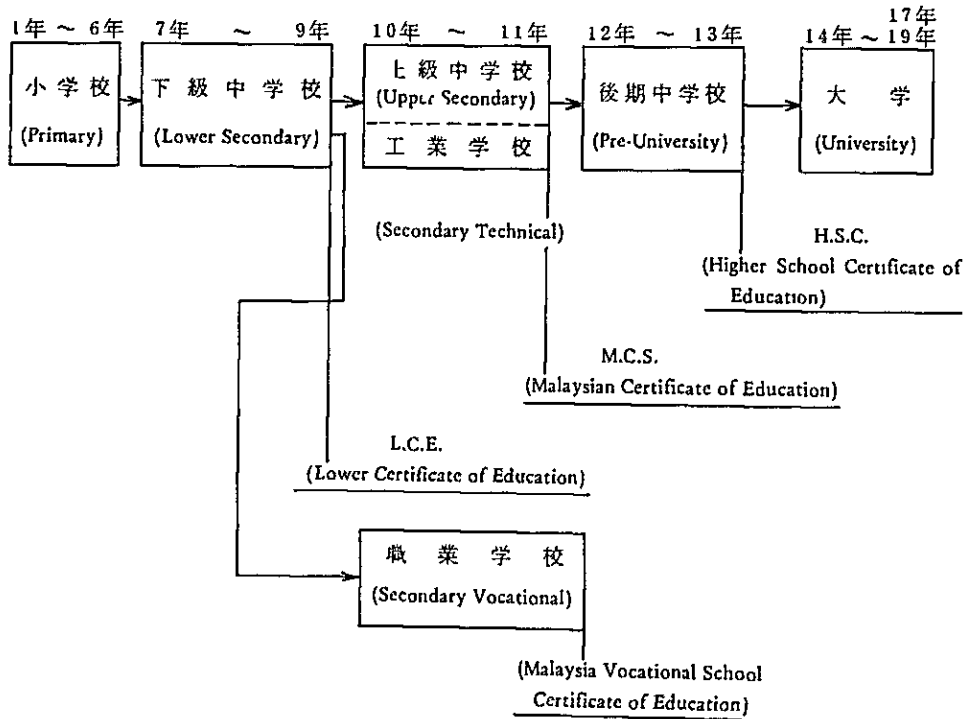 17年
1年 ～ 6年 7年 ～ 9年 10年 ～ 11年 12年 ～ 13年 14年～19年
小学校
(Primary)
下級中学校
(Lower Secondary)
上級中学校
(Upper Secondary)
工業学校
(Secondary Technical)
後期中学校
(Pre-University)
大学
(University)
H.S.C.
(Higher School Certificate of
Education)
M.C.S.
(Malaysian Certificate of Education)
L.C.E.
(Lower Certificate of Education)
職業学校
(Secondary Vocational)
(Malaysia Vocational School
Certificate of Education)